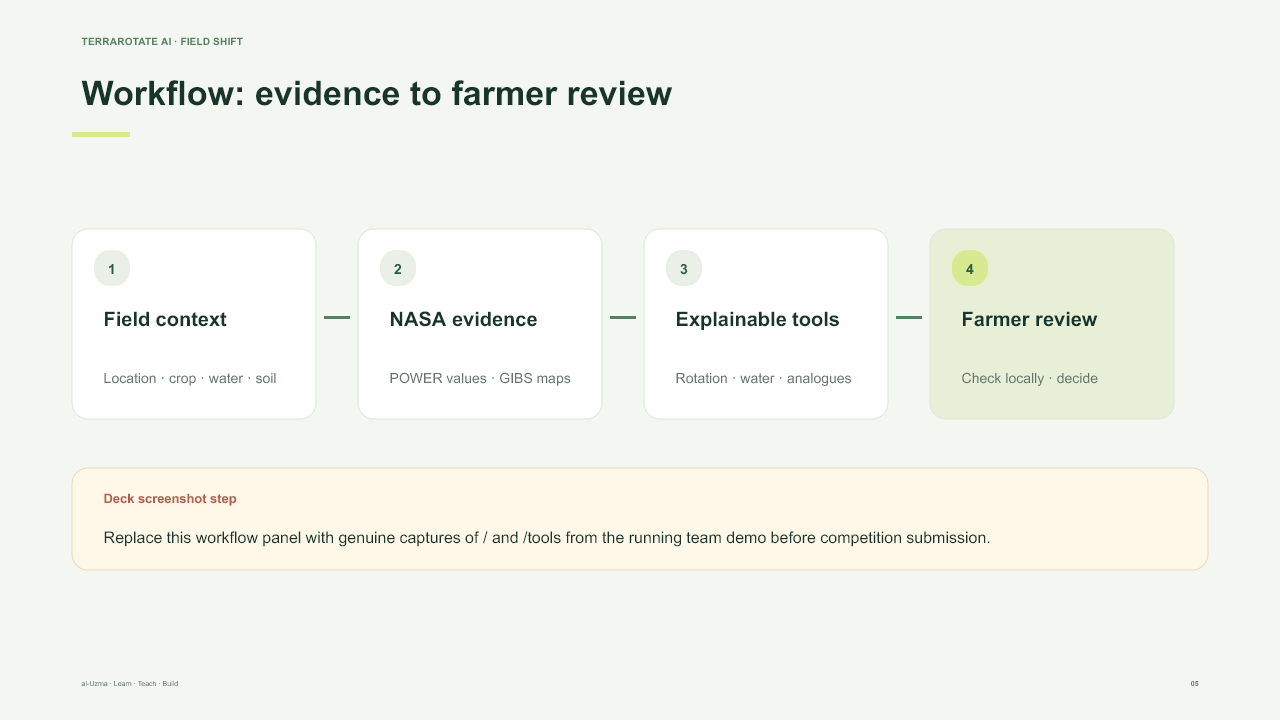 TERRAROTATE AI · FIELD SHIFT
Workflow: evidence to farmer review
1
Field context
Location · crop · water · soil
2
NASA evidence
POWER values · GIBS maps
3
Explainable tools
Rotation · water · analogues
4
Farmer review
Check locally · decide
Deck screenshot step
Replace this workflow panel with genuine captures of / and /tools from the running team demo before competition submission.
al-Uzma · Learn · Teach · Build
05